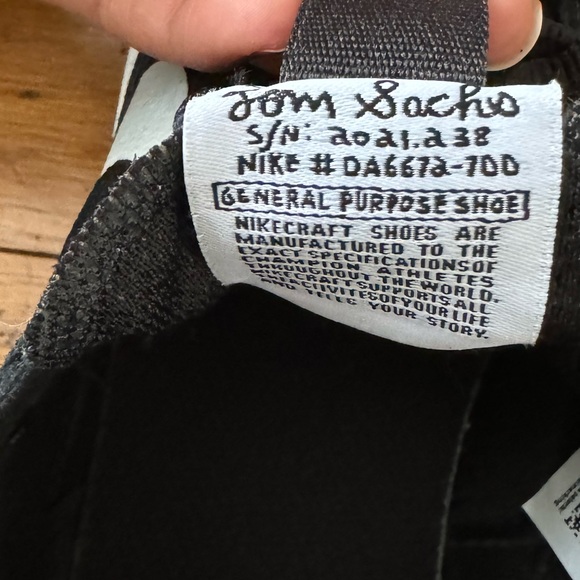 Tom Sachs
S/N: 2021.238
NIKE # DA6672-700
GENERAL PURPOSE SHOE
NIKECRAFT SHOES ARE
MANUFACTURED TO THE
EXACT SPECIFICATIONS OF
CHAMPION ATHLETES
THROUGHOUT THE WORLD.
NIKECRAFT SUPPORTS ALL
ACTIVITES OF YOUR LIFE
AND TELLS YOUR STORY.